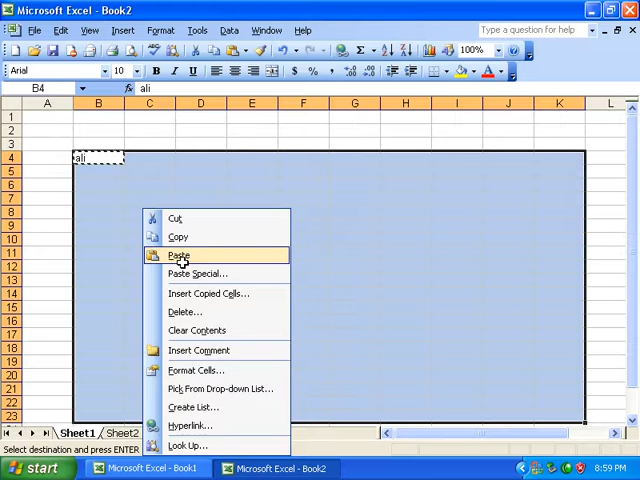 Microsoft Excel - Book2
File Edit View Insert Format Tools Data Window Help
Type a question for help
100%
Arial 10 B I U $ % ,
B4 fx ali
A B C D E F G H I J K L
1
2
3
4 ali
5
6
7
8
9
10
11
12
13
14
15
16
17
18
19
20
21
22
23
Cut
Copy
Paste
Paste Special...
Insert Copied Cells...
Delete...
Clear Contents
Insert Comment
Format Cells...
Pick From Drop-down List...
Create List...
Hyperlink...
Look Up...
Sheet1 Sheet2
Select destination and press ENTER
start Microsoft Excel - Book1 Microsoft Excel - Book2 8:59 PM